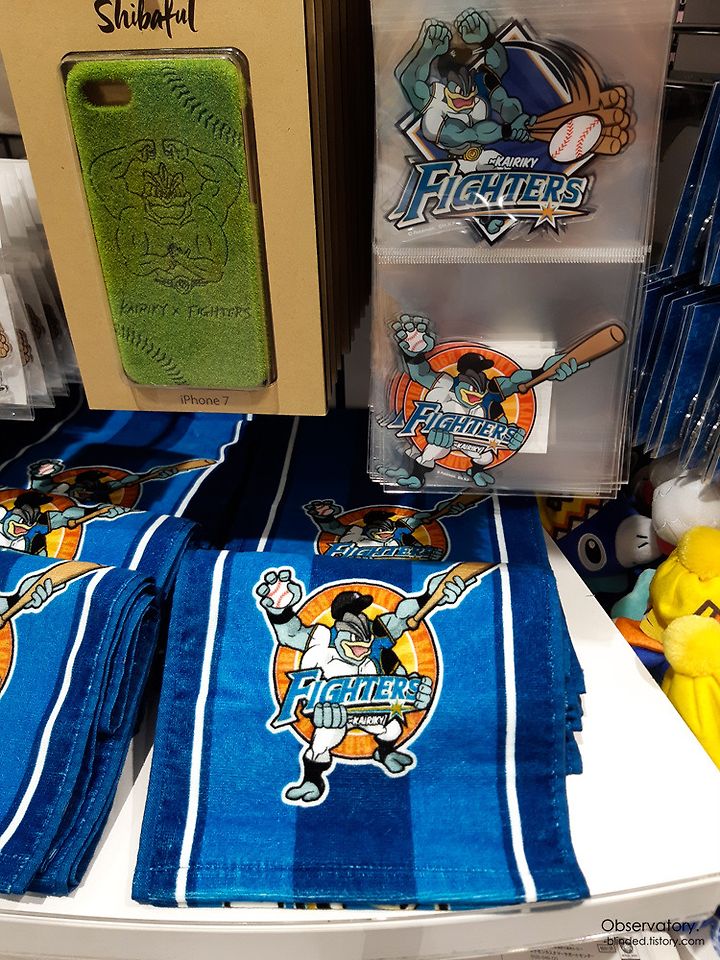 Shibaful
KAIRIKY × FIGHTERS
iPhone 7
KAIRIKY
FIGHTERS
FIGHTERS
KAIRIKY
FIGHTERS
FIGHTERS
KAIRIKY
Observatory.
-blinded.tistory.com